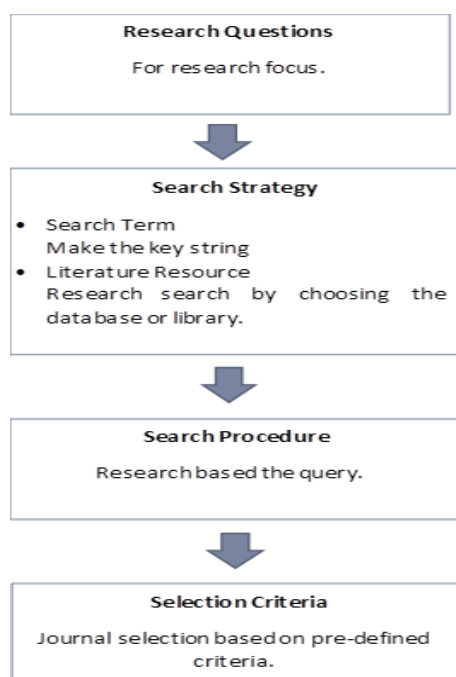 Research Questions
For research focus.
Search Strategy
• Search Term
Make the key string
• Literature Resource
Research search by choosing the
database or library.
Search Procedure
Research based the query.
Selection Criteria
Journal selection based on pre-defined
criteria.